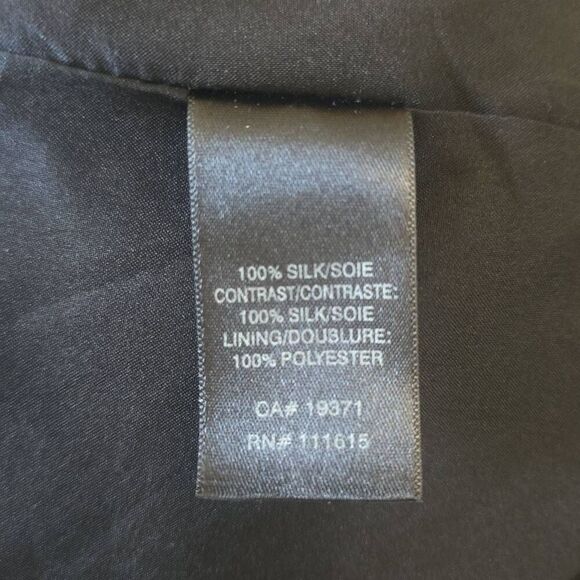 100% SILK/SOIE
CONTRAST/CONTRASTE:
100% SILK/SOIE
LINING/DOUBLURE:
100% POLYESTER
CA# 19371
RN# 111615